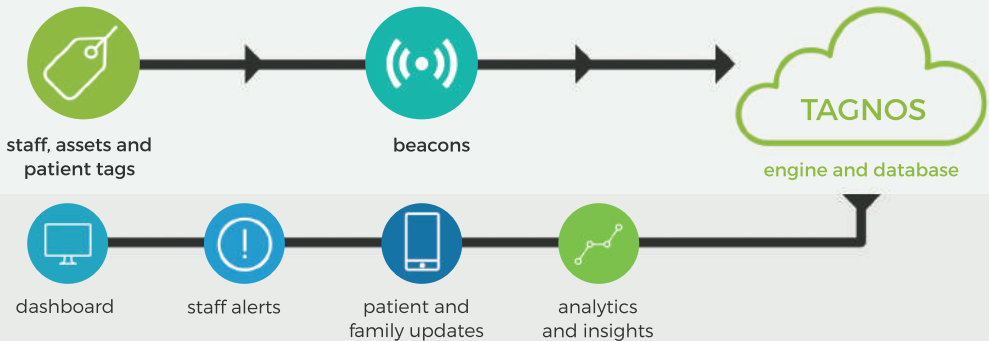 TAGNOS
staff, assets and
patient tags
beacons
engine and database
dashboard
staff alerts
patient and
family updates
analytics
and insights